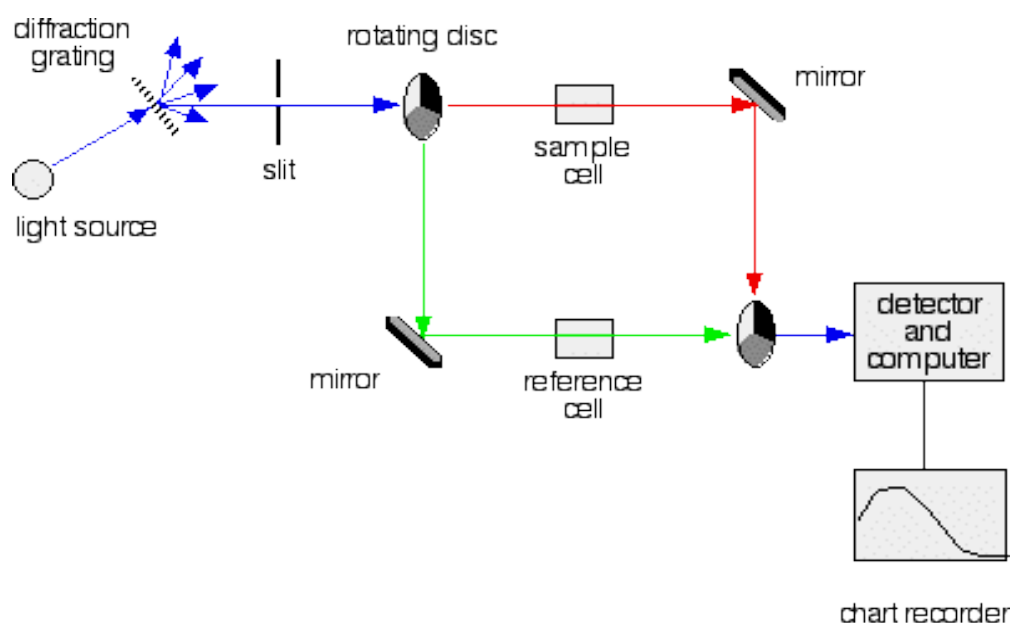 diffraction
grating
rotating disc
mirror
slit
sample
cell
light source
detector
and
computer
mirror
reference
cell
chart recorder